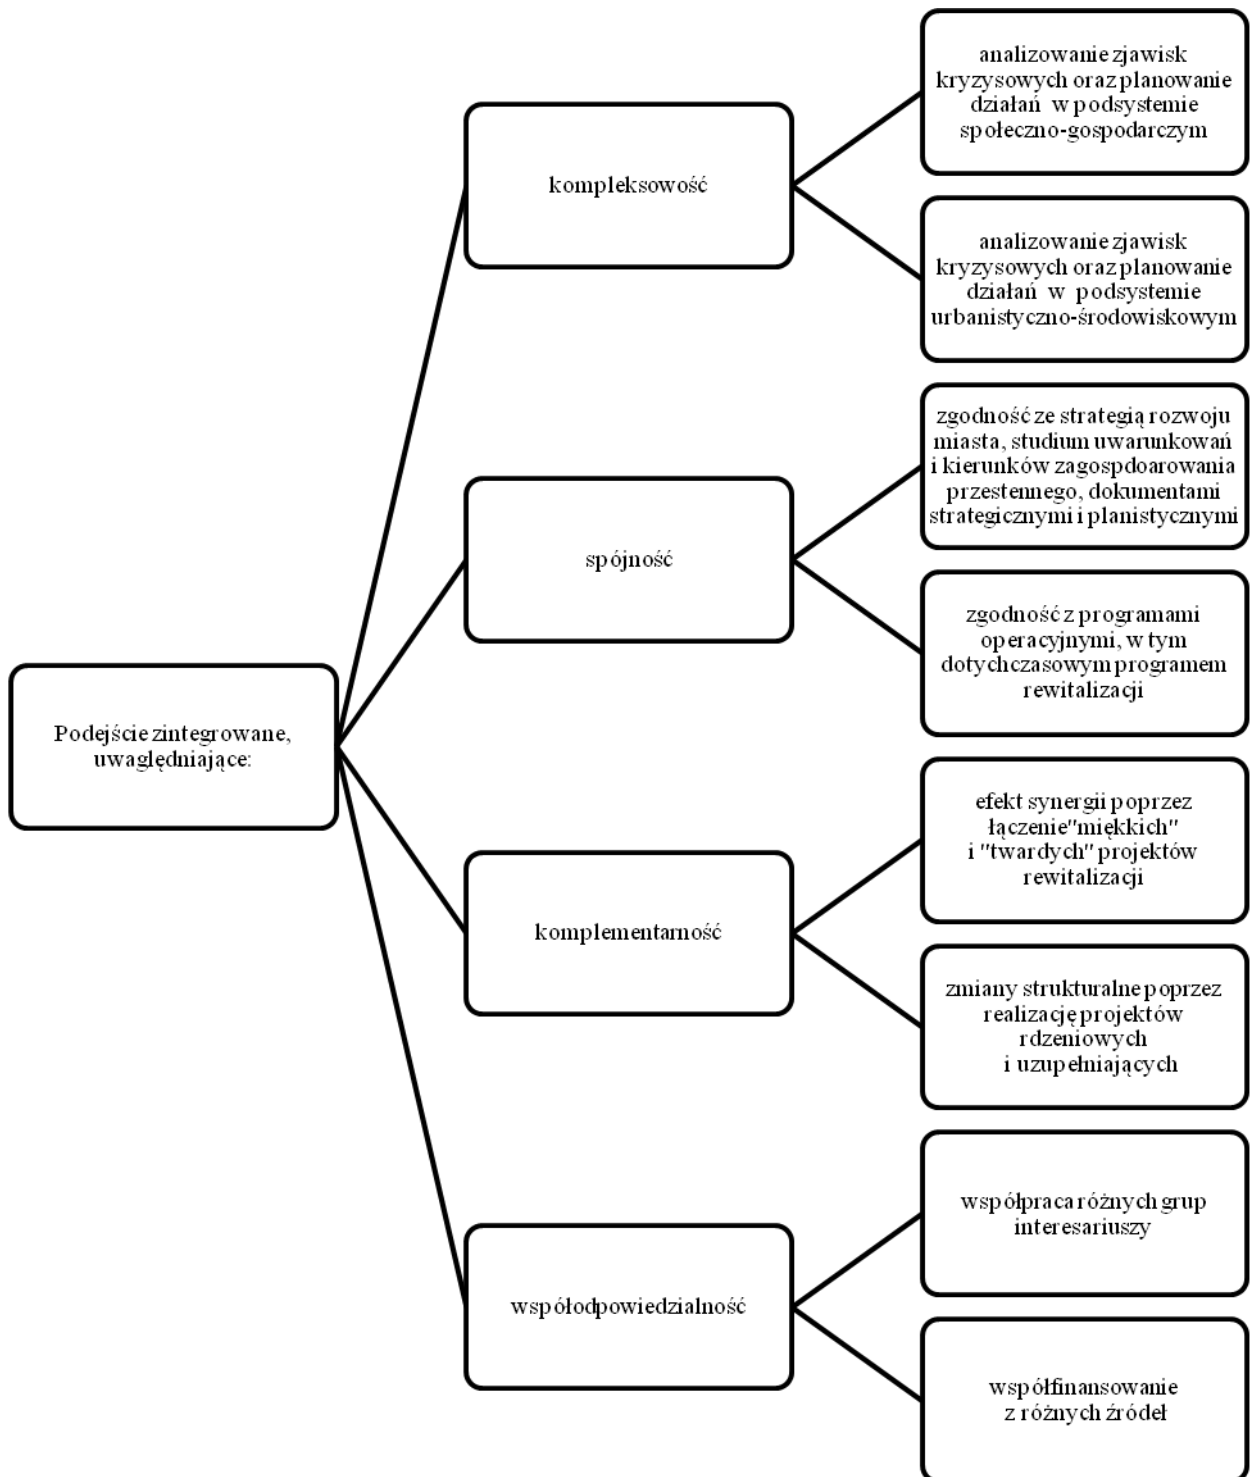 Podejście zintegrowane,
uwaględniające:
kompleksowość
analizowanie zjawisk
kryzysowych oraz planowanie
działań w podsystemie
społeczno-gospodarczym
analizowanie zjawisk
kryzysowych oraz planowanie
działań w podsystemie
urbanistyczno-środowiskowym
spójność
zgodność ze strategią rozwoju
miasta, studium uwarunkowań
i kierunków zagospdoarowania
przestennego, dokumentami
strategicznymi i planistycznymi
zgodność z programami
operacyjnymi, w tym
dotychczasowym programem
rewitalizacji
komplementarność
efekt synergii poprzez
łączenie"miękkich"
i "twardych" projektów
rewitalizacji
zmiany strukturalne poprzez
realizację projektów
rdzeniowych
i uzupełniających
współodpowiedzialność
współpraca różnych grup
interesariuszy
współfinansowanie
z różnych źródeł